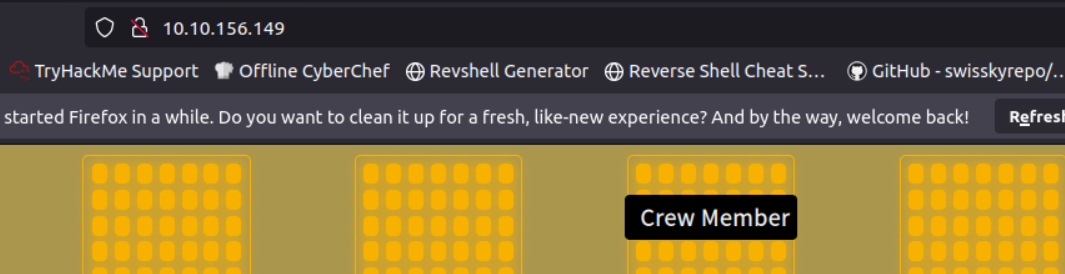 10.10.156.149
TryHackMe Support Offline CyberChef Revshell Generator Reverse Shell Cheat S... GitHub - swisskyrepo/...
started Firefox in a while. Do you want to clean it up for a fresh, like-new experience? And by the way, welcome back! Refresh
Crew Member